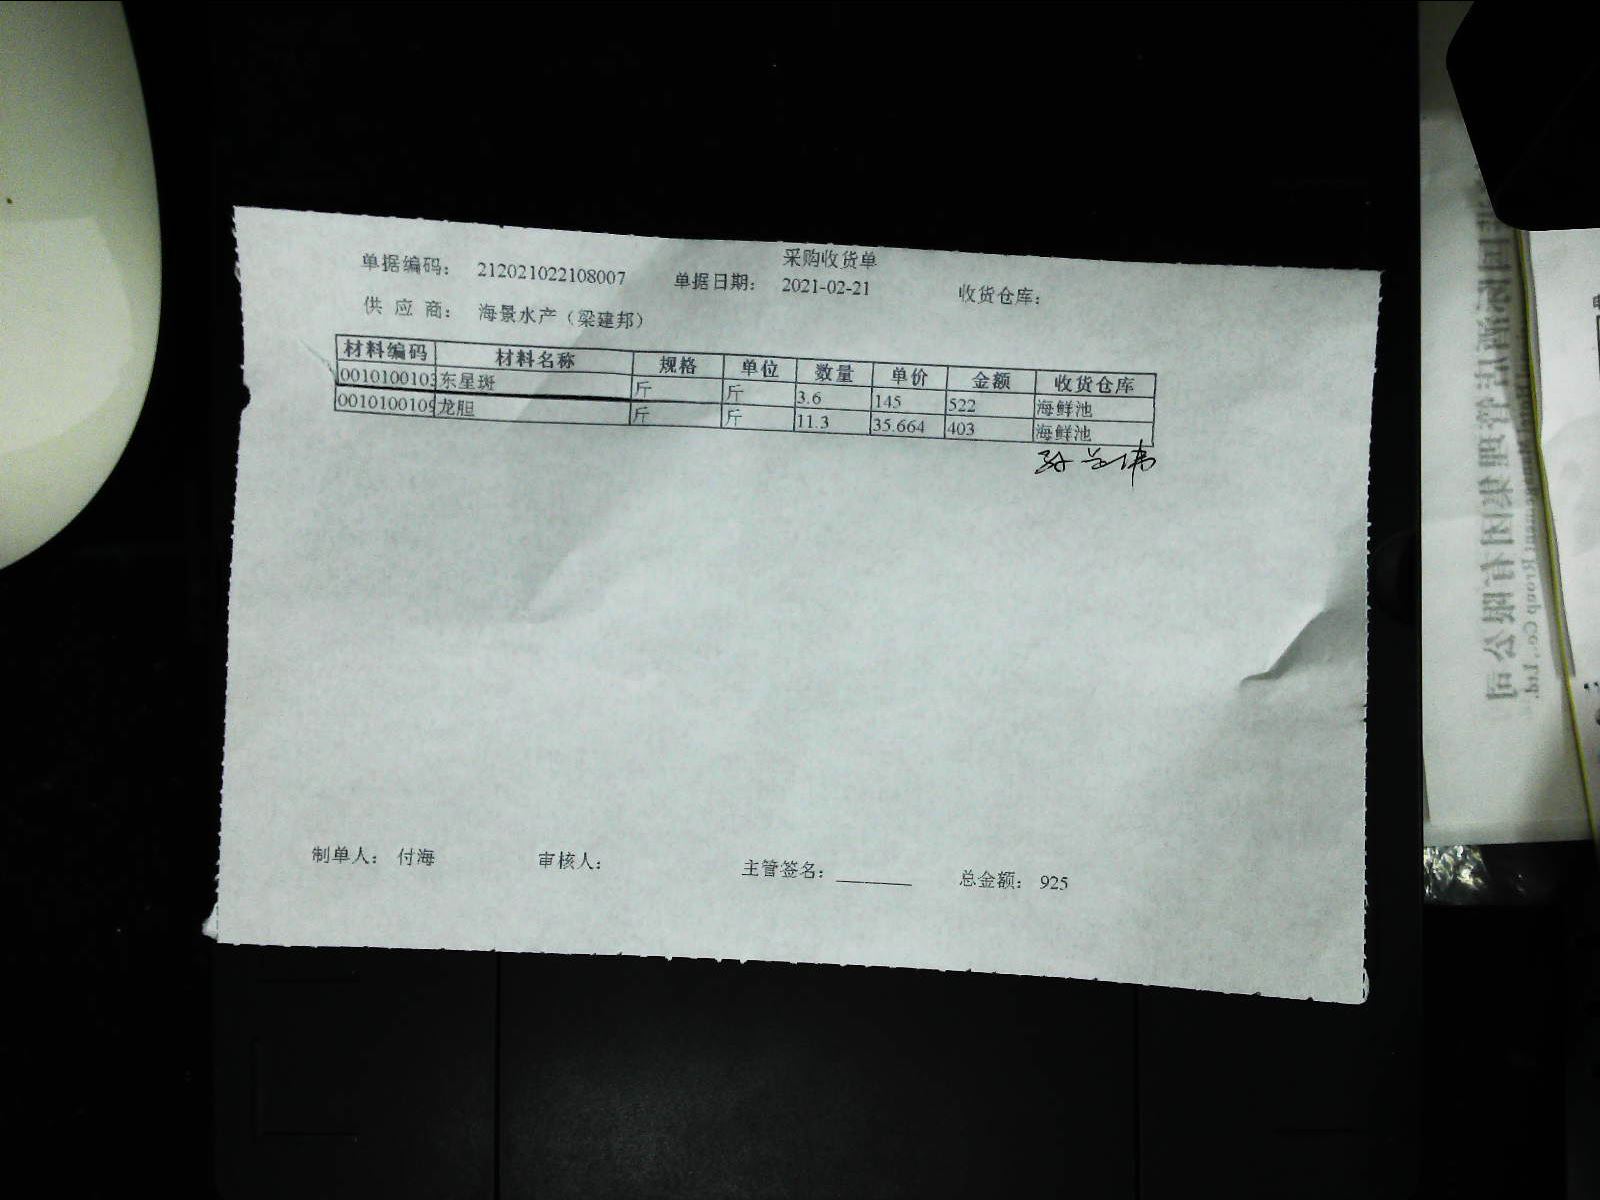 采购收货单
单据编码: 212021022108007 单据日期: 2021-02-21 收货仓库:
供 应 商: 海景水产（梁建邦）
材料编码 材料名称 规格 单位 数量 单价 金额 收货仓库
0010100103 东星斑 斤 斤 3.6 145 522 海鲜池
0010100109 龙胆 斤 斤 11.3 35.664 403 海鲜池
制单人: 付海 审核人: 主管签名: 总金额: 925
公司